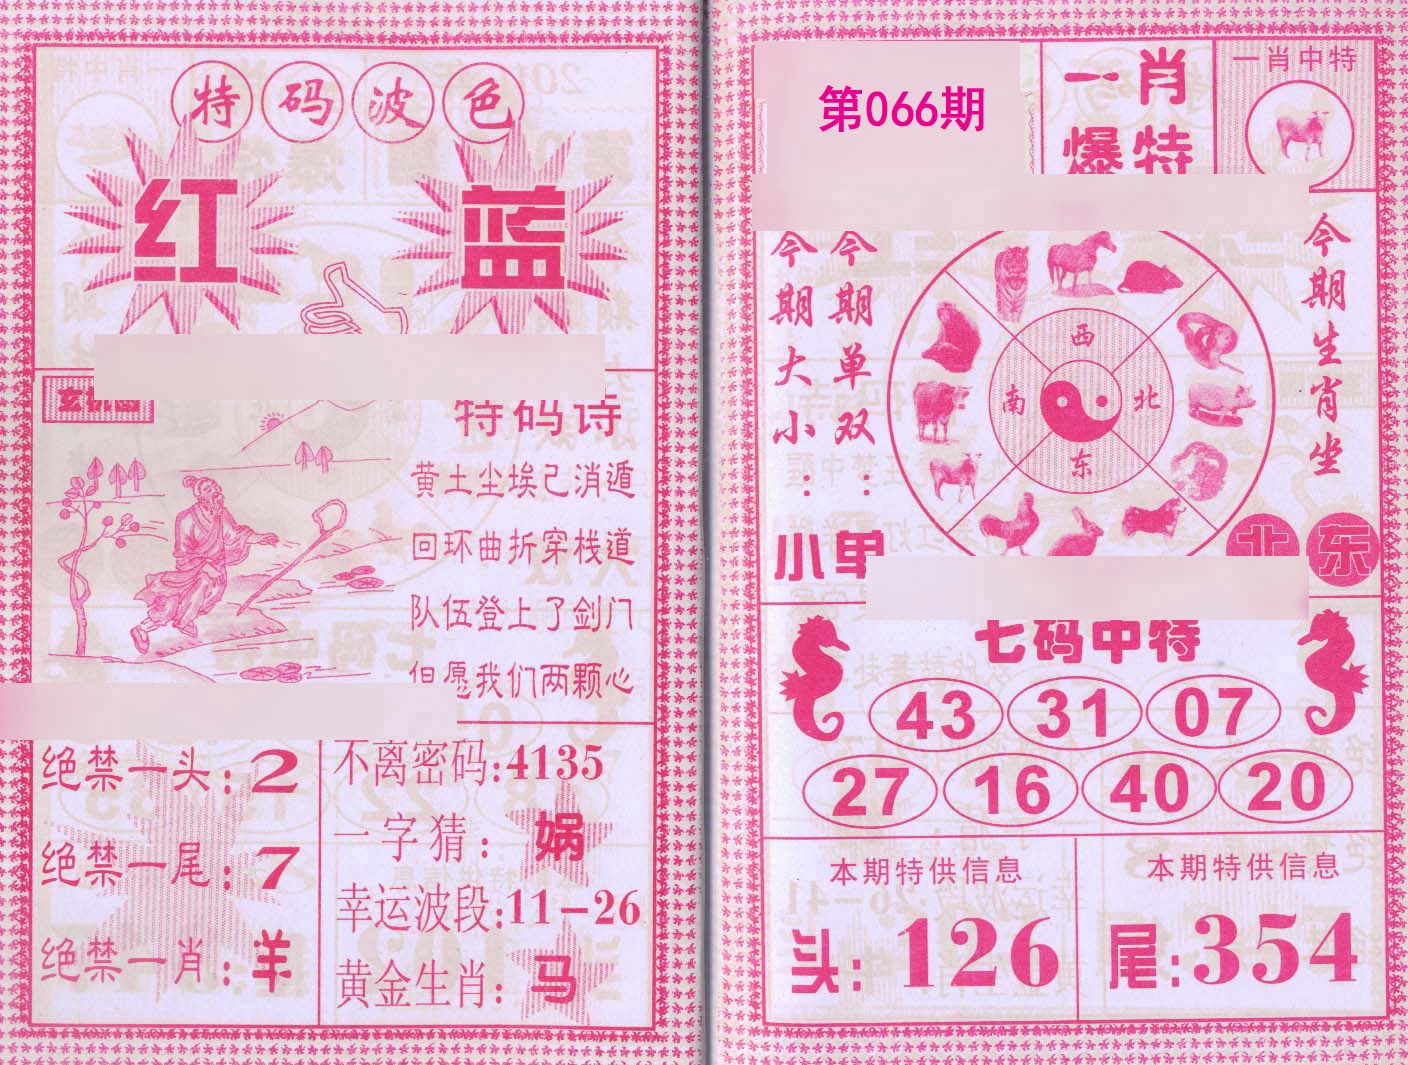 特码波色
红 蓝
特码诗
黄土尘埃己消遁
回环曲折穿栈道
队伍登上了剑门
但愿我们两颗心
绝禁一头:2
绝禁一尾:7
绝禁一肖:羊
不离密码:4135
一字猜:娲
幸运波段:11-26
黄金生肖:马
第066期
一肖
爆特
一肖中特
今期大小:小
今期单双:单
西
南 北
东
今期生肖坐
北 东
七码中特
43 31 07
27 16 40 20
本期特供信息
头:126
本期特供信息
尾:354